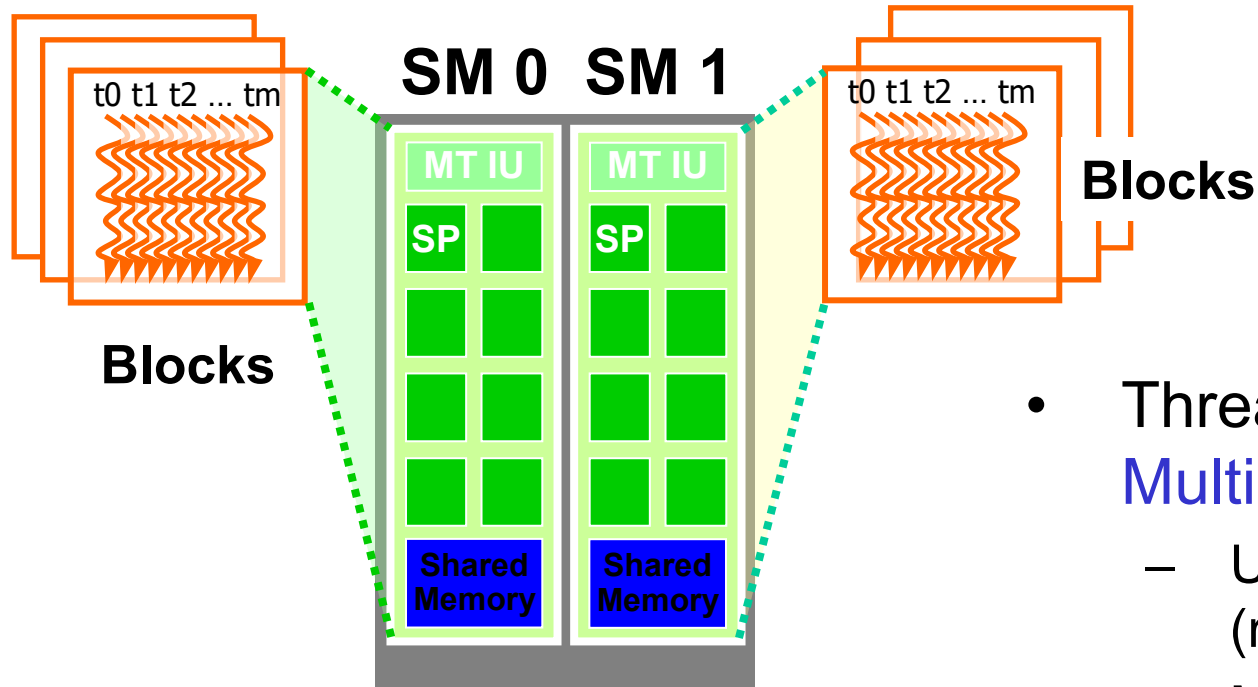 SM 0 SM 1
t0 t1 t2 … tm
t0 t1 t2 … tm
MT IU
MT IU
Blocks
SP
SP
Blocks
• 
Multi
–
Shared
Memory
Shared
Memory